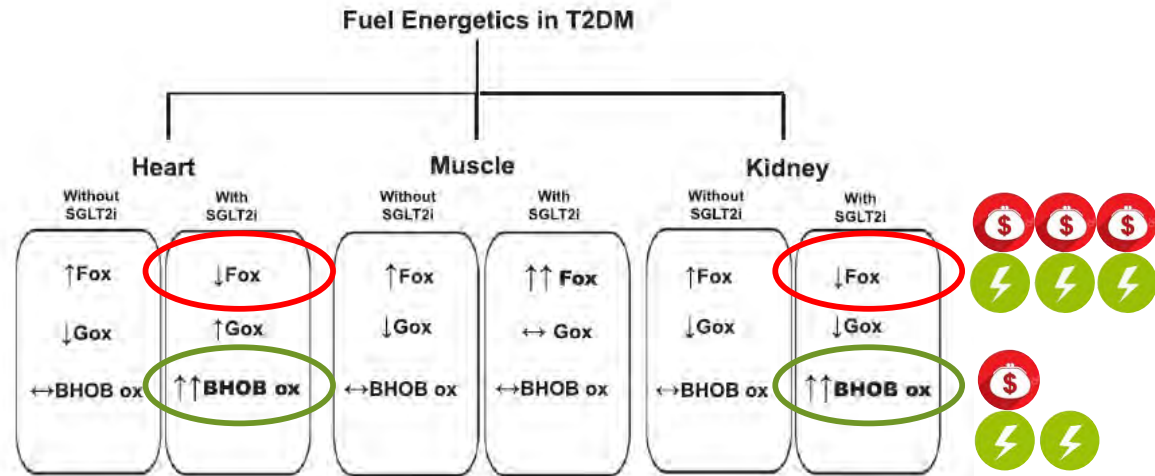 Fuel Energetics in T2DM
Heart
Muscle
Kidney
Without
SGLT2i
With
SGLT2i
Without
SGLT2i
With
SGLT2i
Without
SGLT2i
With
SGLT2i
↑Fox
↓Fox
↑Fox
↑↑ Fox
↑Fox
↓Fox
↓Gox
↑Gox
↓Gox
↔ Gox
↓Gox
↓Gox
↔BHOB ox
↑↑BHOB ox
↔BHOB ox
↔BHOB ox
↔BHOB ox
↑↑BHOB ox
$ $ $
$